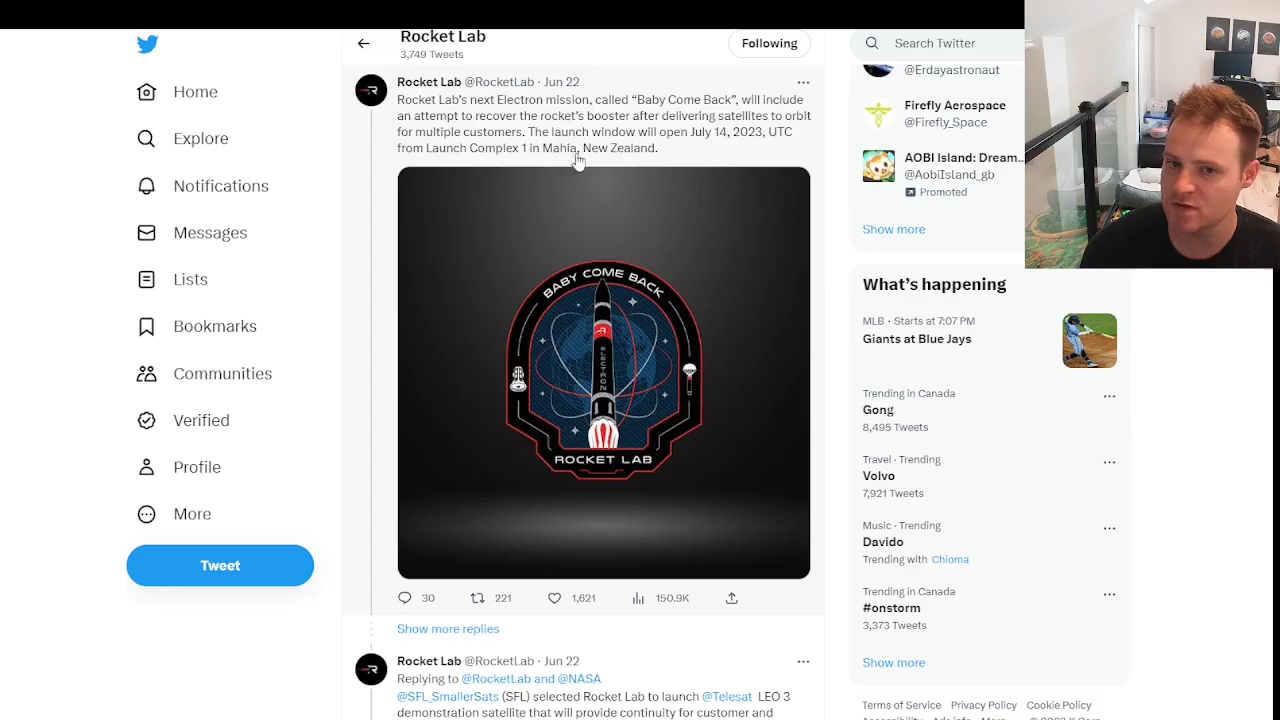 Rocket Lab
3,749 Tweets
Following
Search Twitter
Home
Explore
Notifications
Messages
Lists
Bookmarks
Communities
Verified
Profile
More
Tweet
Rocket Lab @RocketLab · Jun 22
Rocket Lab's next Electron mission, called “Baby Come Back”, will include
an attempt to recover the rocket's booster after delivering satellites to orbit
for multiple customers. The launch window will open July 14, 2023, UTC
from Launch Complex 1 in Mahia, New Zealand.
BABY COME BACK
ELECTRON
ROCKET LAB
30
221
1,621
150.9K
Show more replies
Rocket Lab @RocketLab · Jun 22
Replying to @RocketLab and @NASA
@SFL_SmallerSats (SFL) selected Rocket Lab to launch @Telesat LEO 3
demonstration satellite that will provide continuity for customer and
@Erdayastronaut
Firefly Aerospace
@Firefly_Space
AOBI Island: Dream...
@AobiIsland_gb
Promoted
Show more
What's happening
MLB · Starts at 7:07 PM
Giants at Blue Jays
Trending in Canada
Gong
8,495 Tweets
Travel · Trending
Volvo
7,921 Tweets
Music · Trending
Davido
Trending with Chioma
Trending in Canada
#onstorm
3,373 Tweets
Show more
Terms of Service Privacy Policy Cookie Policy